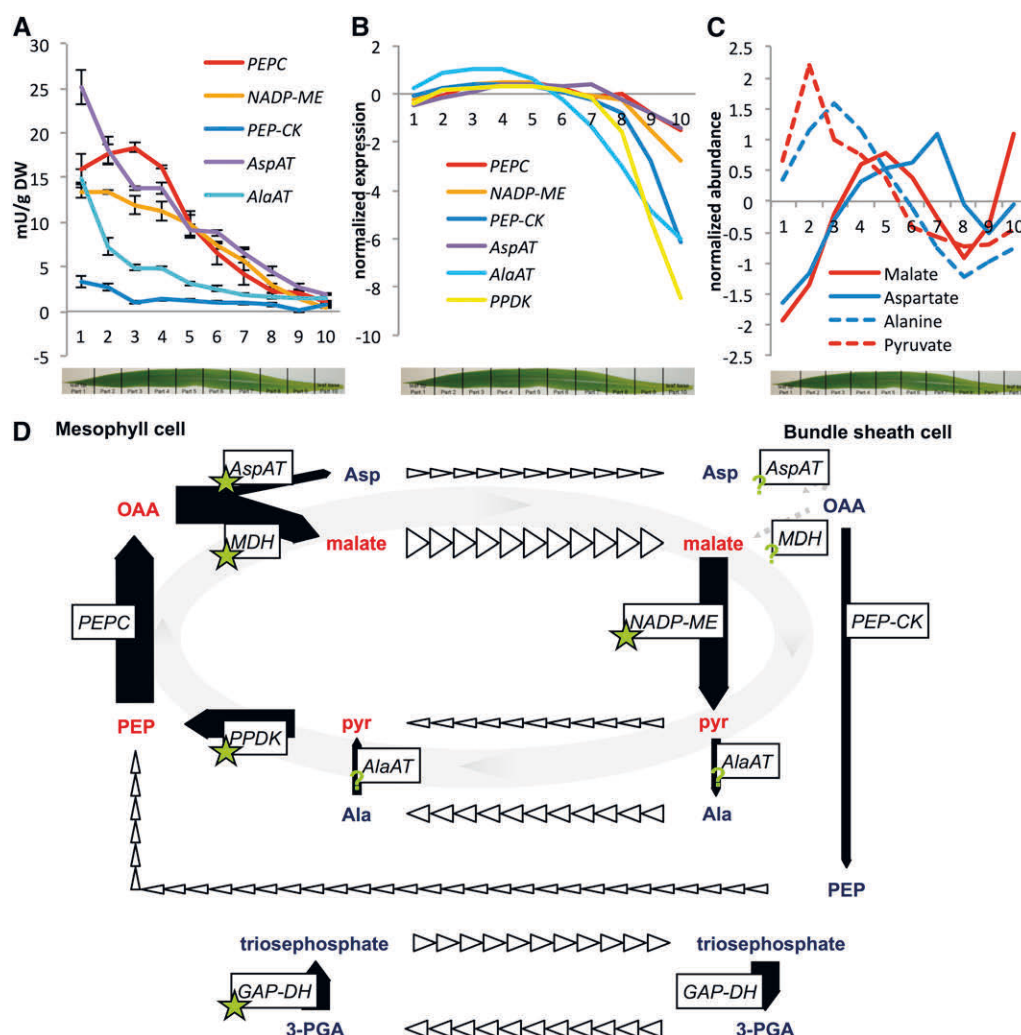 A
30
25
20
15
10
5
0
-5
mU/g DW
PEPC
NADP-ME
PEP-CK
AspAT
AlaAT
1 2 3 4 5 6 7 8 9 10
B
2
0
-2
-4
-6
-8
-10
normalized expression
1 2 3 4 5 6 7 8 9 10
PEPC
NADP-ME
PEP-CK
AspAT
AlaAT
PPDK
C
2.5
2
1.5
1
0.5
0
-0.5
-1
-1.5
-2
-2.5
normalized abundance
1 2 3 4 5 6 7 8 9 10
Malate
Aspartate
Alanine
Pyruvate
D
Mesophyll cell
Bundle sheath cell
AspAT
Asp
Asp
AspAT
?
OAA
OAA
MDH
malate
malate
MDH
?
PEPC
NADP-ME
PEP-CK
PEP
pyr
pyr
PPDK
AlaAT
?
AlaAT
?
Ala
Ala
PEP
triosephosphate
triosephosphate
GAP-DH
GAP-DH
3-PGA
3-PGA